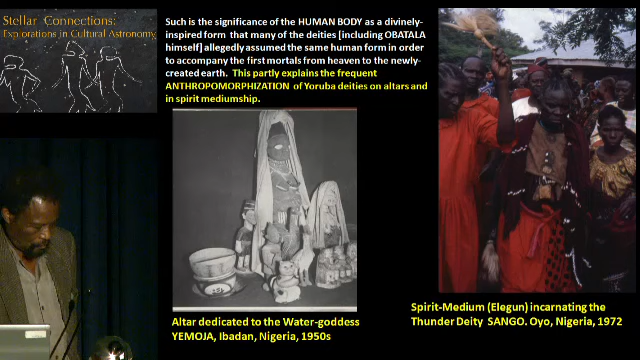 Stellar Connections:
Explorations in Cultural Astronomy
Such is the significance of the HUMAN BODY as a divinely-
inspired form that many of the deities [including OBATALA
himself] allegedly assumed the same human form in order
to accompany the first mortals from heaven to the newly-
created earth. This partly explains the frequent
ANTHROPOMORPHIZATION of Yoruba deities on altars and
in spirit mediumship.
Altar dedicated to the Water-goddess
YEMOJA, Ibadan, Nigeria, 1950s
Spirit-Medium (Elegun) incarnating the
Thunder Deity SANGO. Oyo, Nigeria, 1972